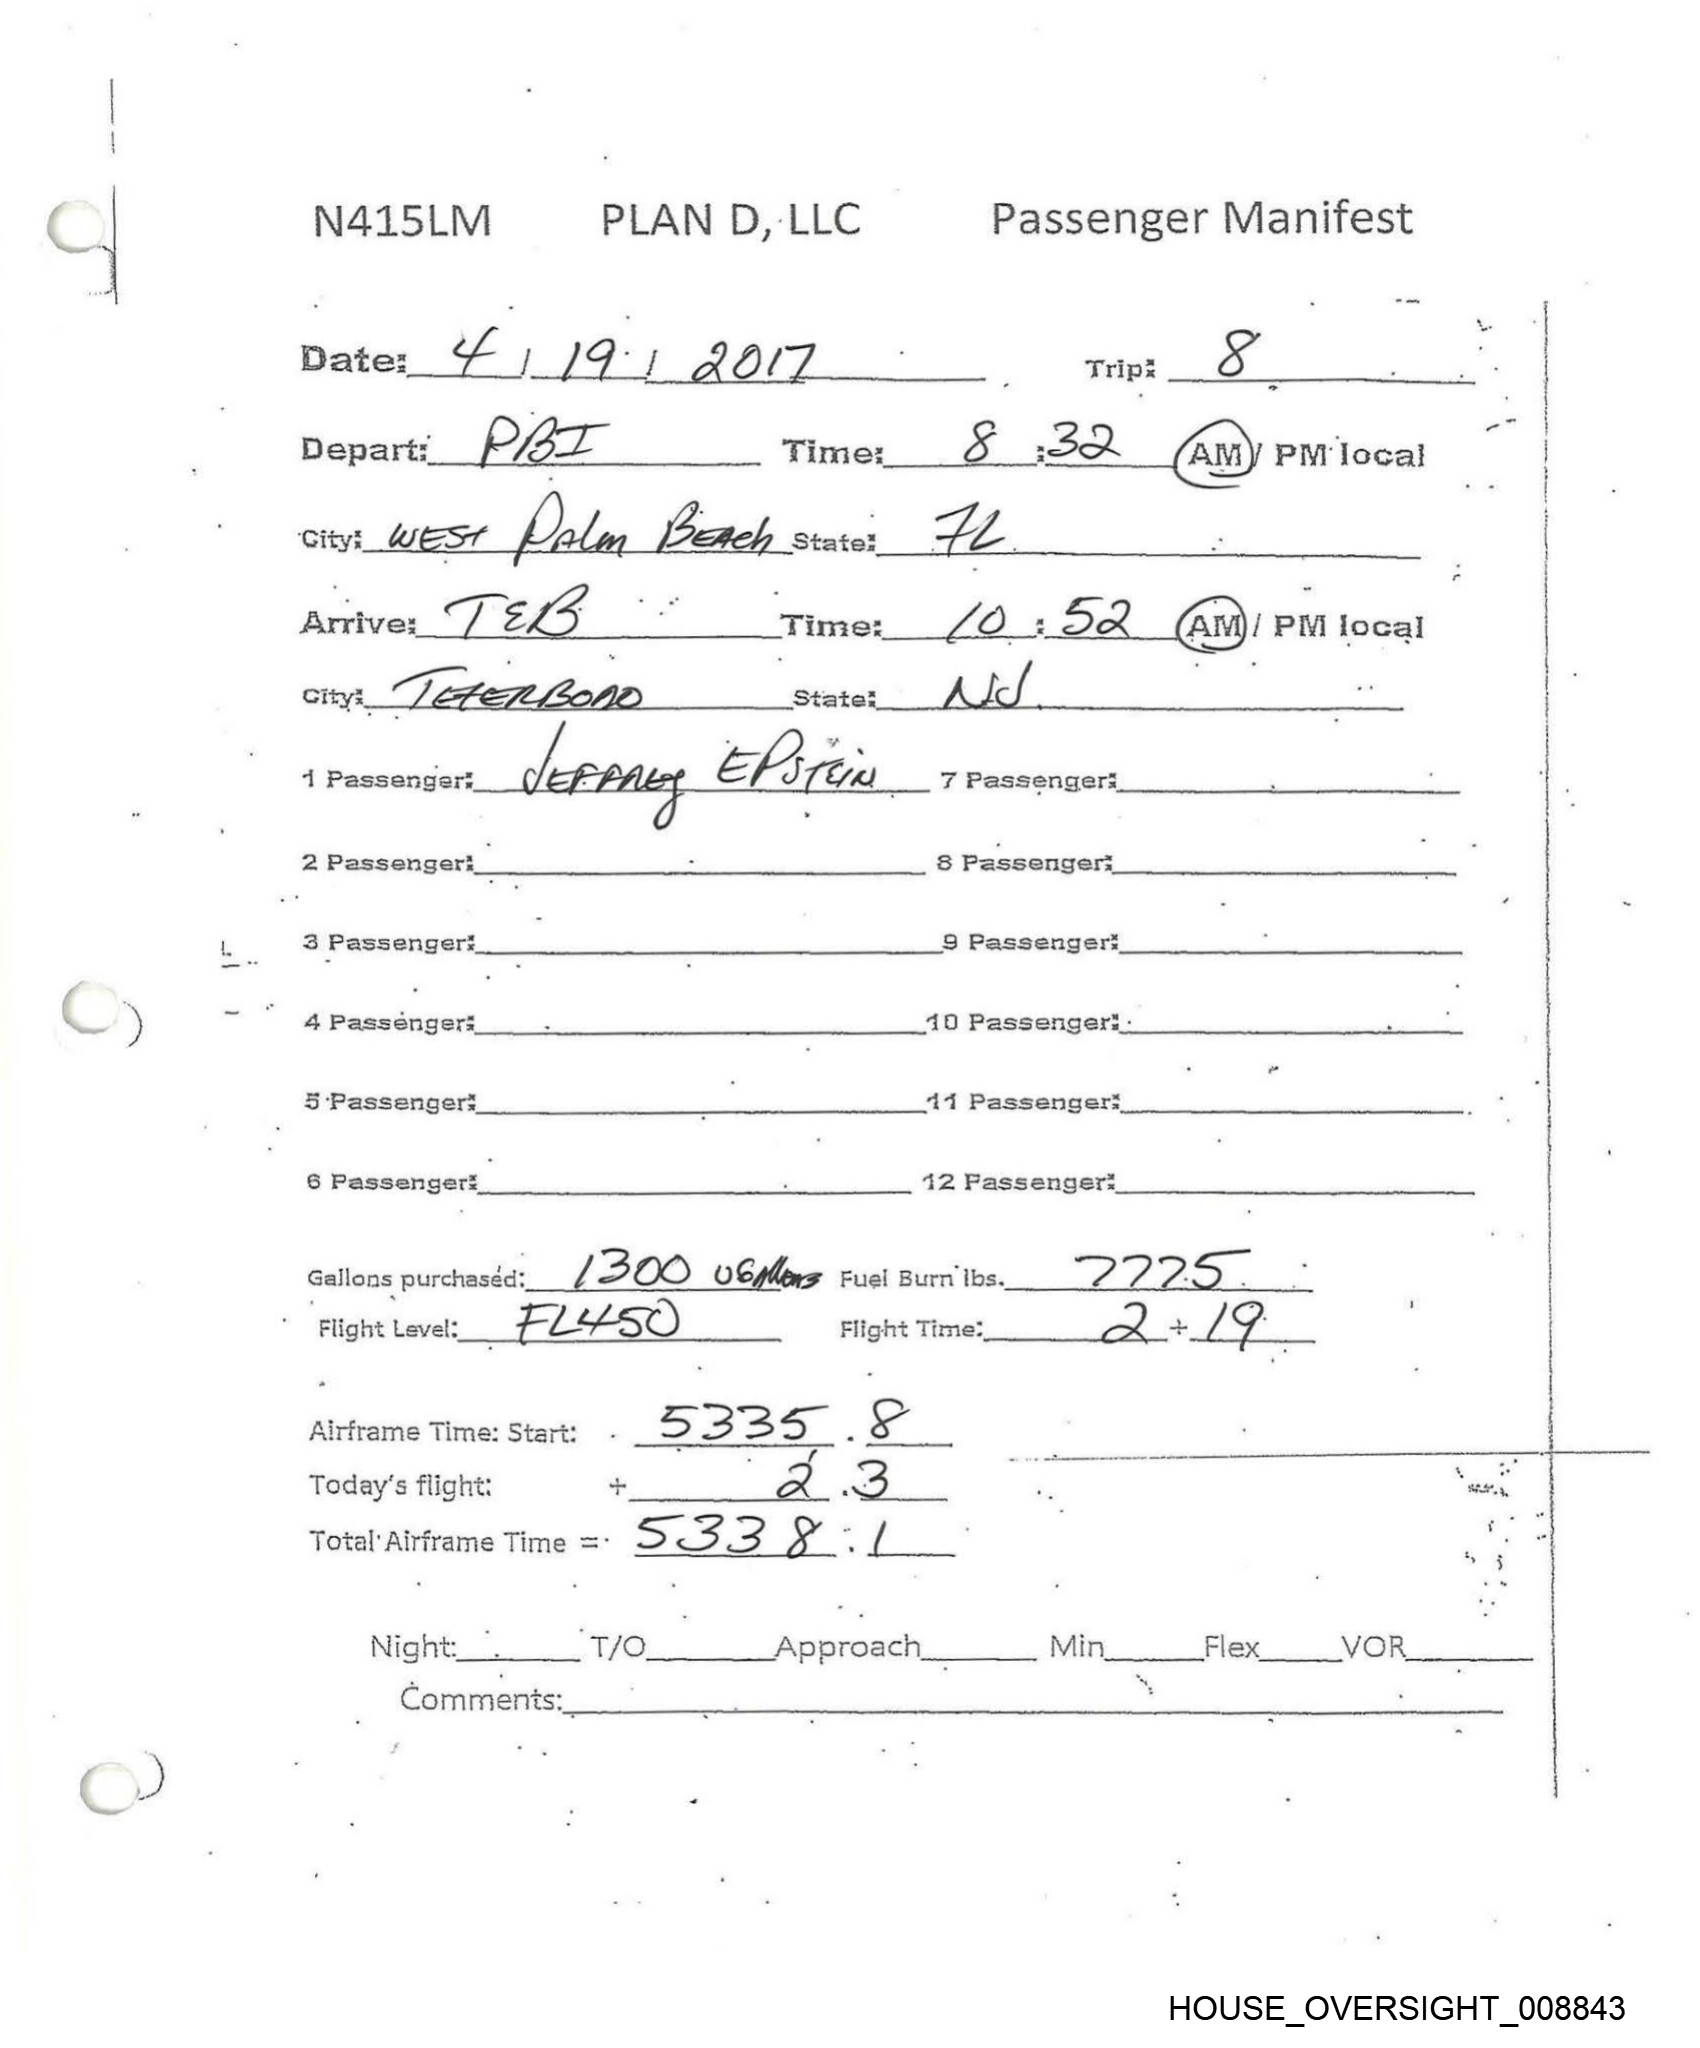 N415LM PLAN D, LLC Passenger Manifest
Date: 4 / 19 / 2017 Trip: 8
Depart: PBI Time: 8 :32 AM / PM local
City: WEST Palm BEACh State: FL
Arrive: TEB Time: 10 : 52 AM / PM local
City: TETERBORO State: NJ
1 Passenger: JEFFREY EPSTEIN 7 Passenger:
2 Passenger: 8 Passenger:
3 Passenger: 9 Passenger:
4 Passenger: 10 Passenger:
5 Passenger: 11 Passenger:
6 Passenger: 12 Passenger:
Gallons purchased: 1300 Fuel Burn lbs. 7775
Flight Level: FL450 Flight Time: 2 + 19
Airframe Time: Start: 5335 . 8
Today's flight: + 2 . 3
Total Airframe Time = 5338 . 1
Night: T/O Approach Min Flex VOR
Comments:
HOUSE_OVERSIGHT_008843